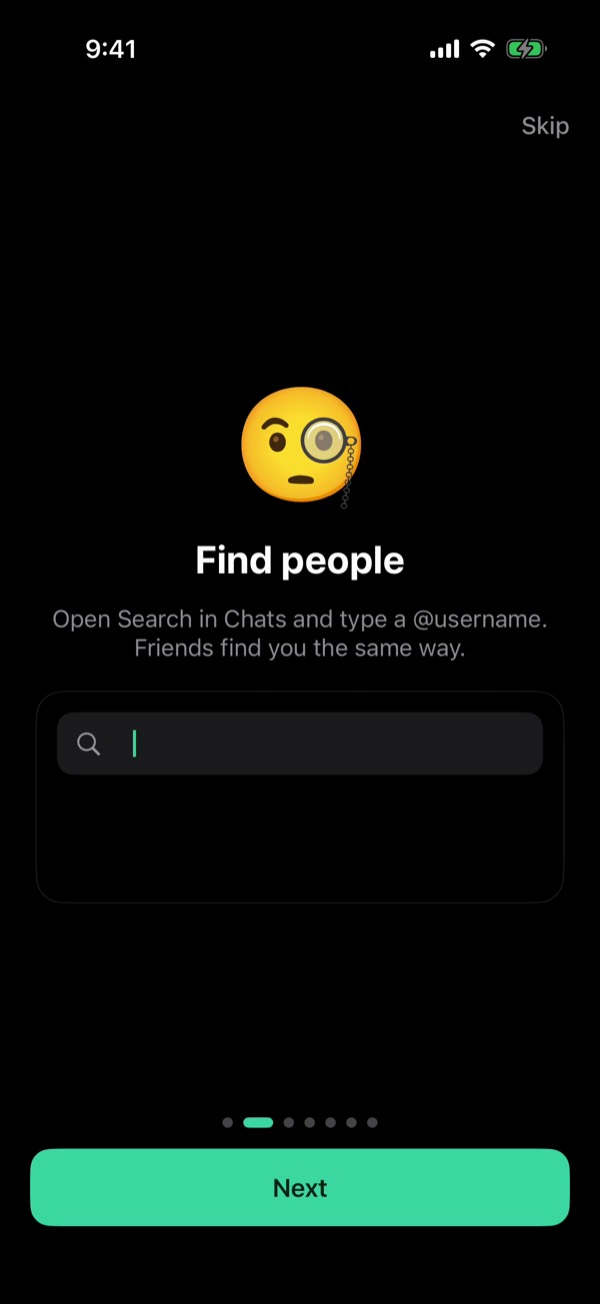 9:41
Skip
Find people
Open Search in Chats and type a @username.
Friends find you the same way.
Next